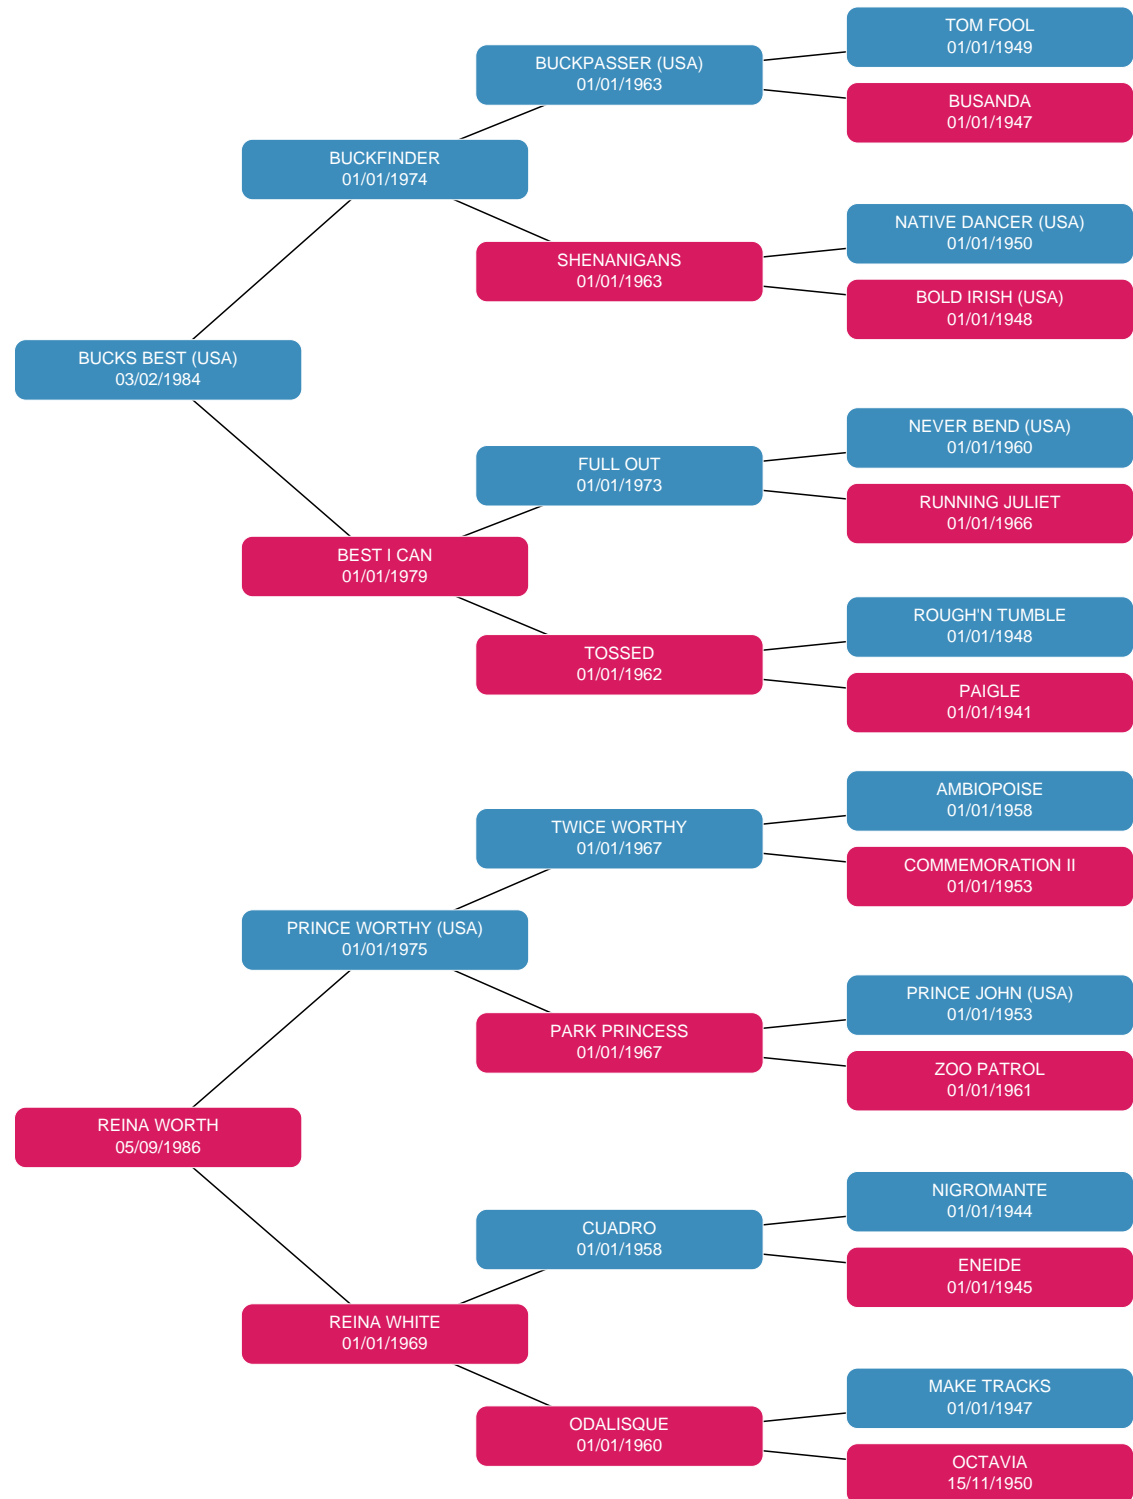 TOM FOOL
01/01/1949
BUCKPASSER (USA)
01/01/1963
BUSANDA
01/01/1947
BUCKFINDER
01/01/1974
NATIVE DANCER (USA)
01/01/1950
SHENANIGANS
01/01/1963
BOLD IRISH (USA)
01/01/1948
BUCKS BEST (USA)
03/02/1984
NEVER BEND (USA)
01/01/1960
FULL OUT
01/01/1973
RUNNING JULIET
01/01/1966
BEST I CAN
01/01/1979
ROUGH'N TUMBLE
01/01/1948
TOSSED
01/01/1962
PAIGLE
01/01/1941
AMBIOPOISE
01/01/1958
TWICE WORTHY
01/01/1967
COMMEMORATION II
01/01/1953
PRINCE WORTHY (USA)
01/01/1975
PRINCE JOHN (USA)
01/01/1953
PARK PRINCESS
01/01/1967
ZOO PATROL
01/01/1961
REINA WORTH
05/09/1986
NIGROMANTE
01/01/1944
CUADRO
01/01/1958
ENEIDE
01/01/1945
REINA WHITE
01/01/1969
MAKE TRACKS
01/01/1947
ODALISQUE
01/01/1960
OCTAVIA
15/11/1950